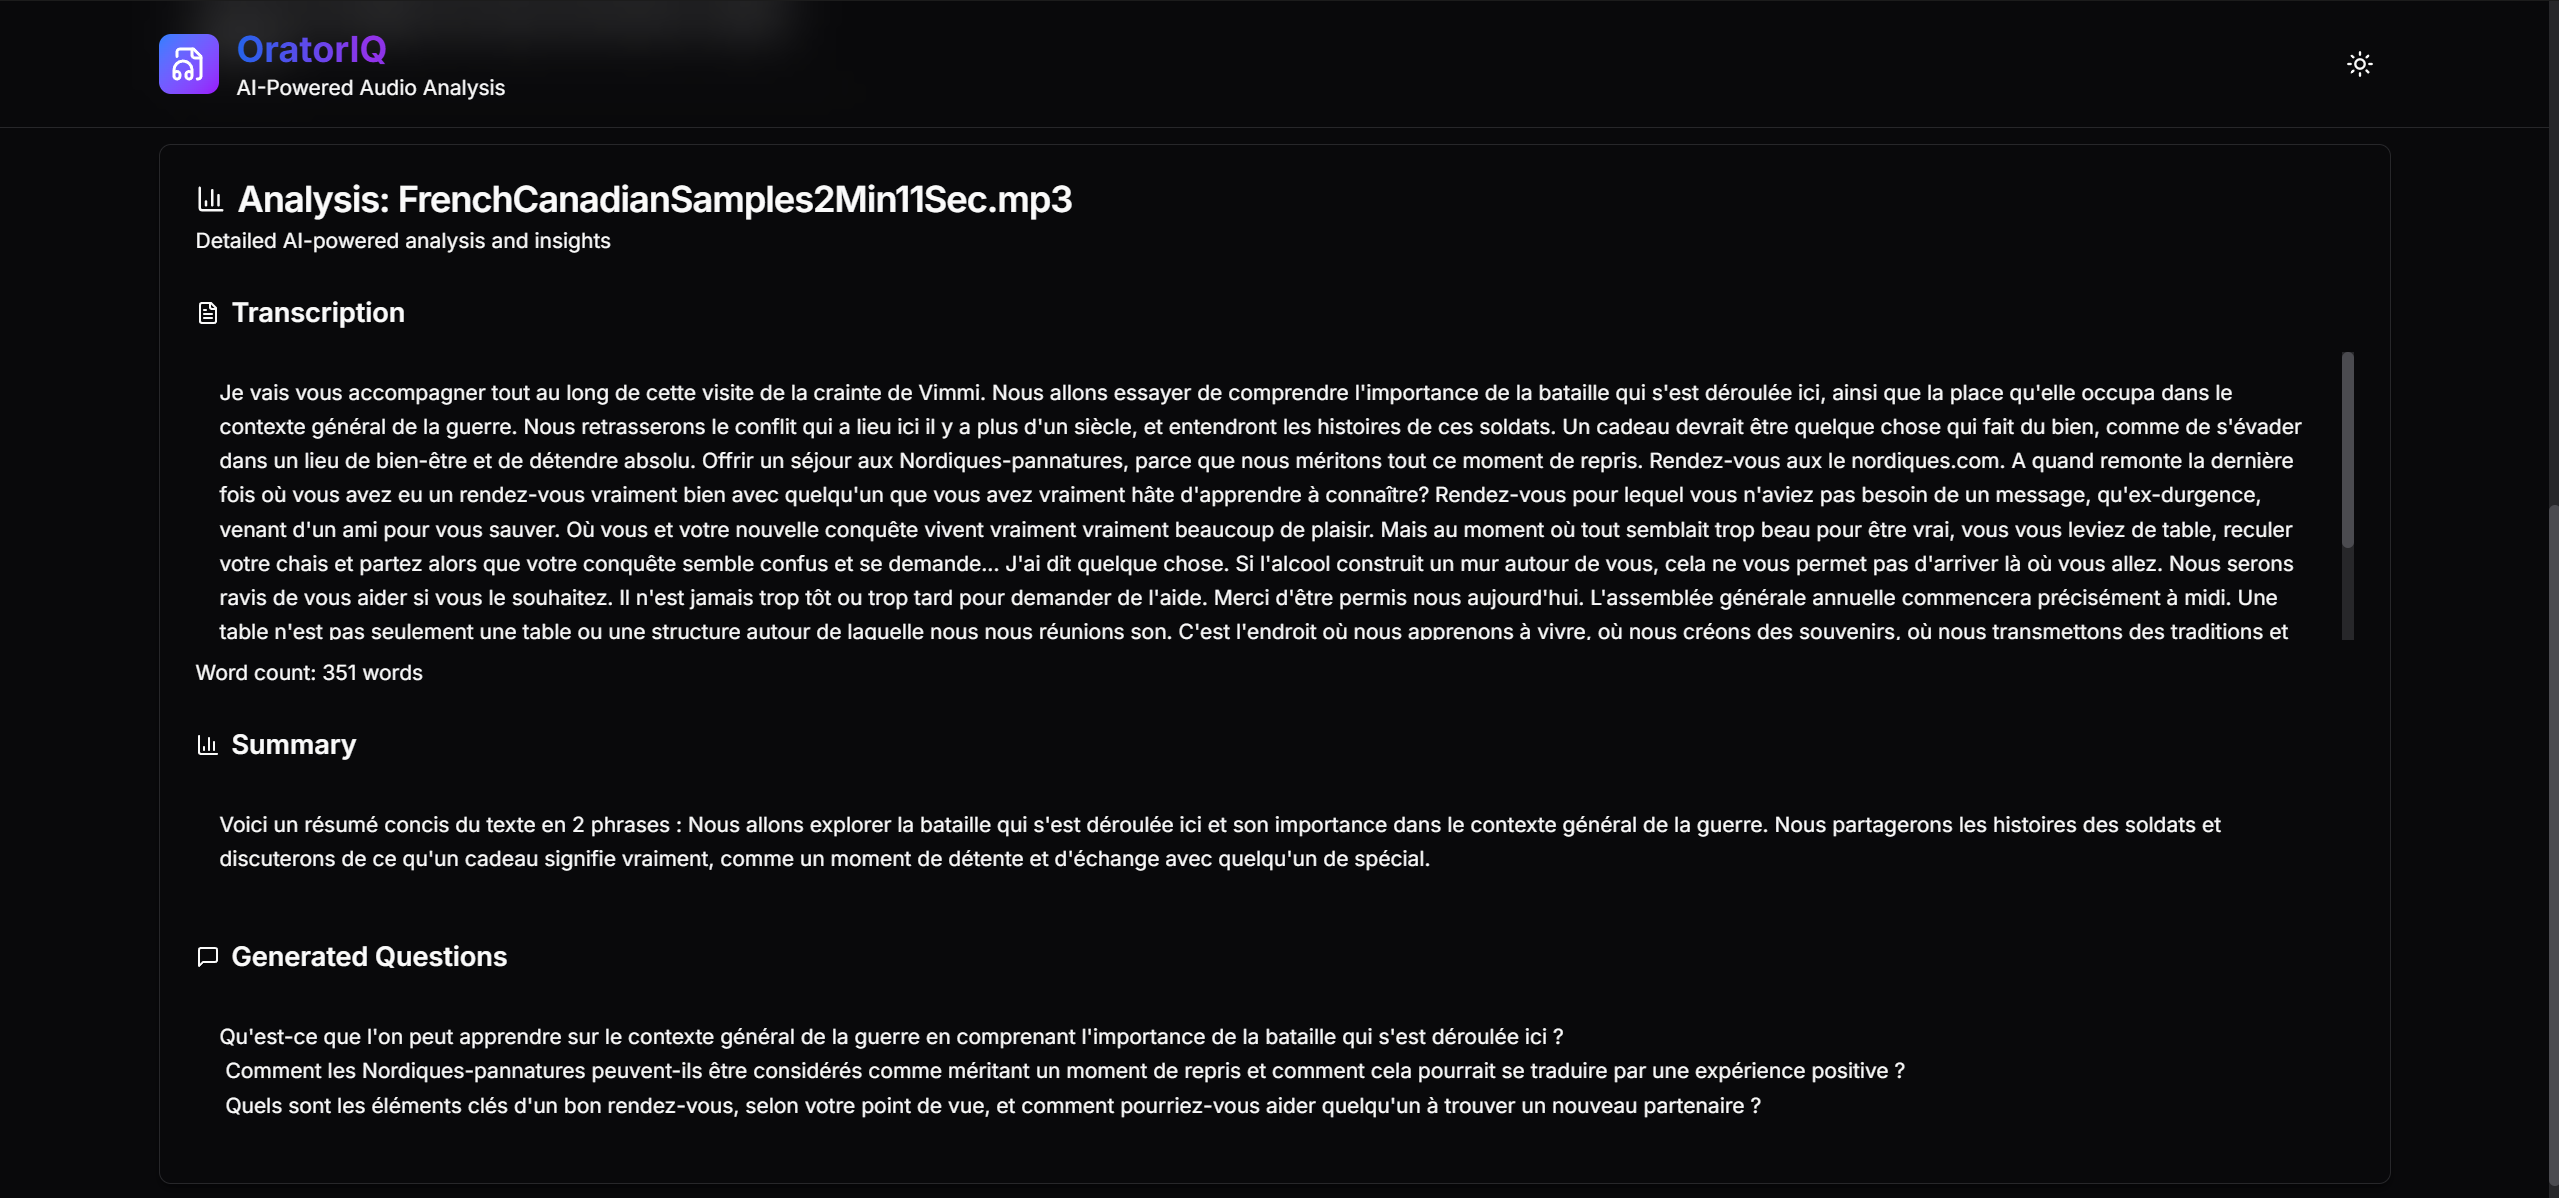 OratorIQ
AI-Powered Audio Analysis
Analysis: FrenchCanadianSamples2Min11Sec.mp3
Detailed AI-powered analysis and insights
Transcription
Je vais vous accompagner tout au long de cette visite de la crainte de Vimmi. Nous allons essayer de comprendre l'importance de la bataille qui s'est déroulée ici, ainsi que la place qu'elle occupa dans le
contexte général de la guerre. Nous retrasserons le conflit qui a lieu ici il y a plus d'un siècle, et entendront les histoires de ces soldats. Un cadeau devrait être quelque chose qui fait du bien, comme de s'évader
dans un lieu de bien-être et de détendre absolu. Offrir un séjour aux Nordiques-pannatures, parce que nous méritons tout ce moment de repris. Rendez-vous aux le nordiques.com. A quand remonte la dernière
fois où vous avez eu un rendez-vous vraiment bien avec quelqu'un que vous avez vraiment hâte d'apprendre à connaître? Rendez-vous pour lequel vous n'aviez pas besoin de un message, qu'ex-durgence,
venant d'un ami pour vous sauver. Où vous et votre nouvelle conquête vivent vraiment vraiment beaucoup de plaisir. Mais au moment où tout semblait trop beau pour être vrai, vous vous leviez de table, reculer
votre chais et partez alors que votre conquête semble confus et se demande... J'ai dit quelque chose. Si l'alcool construit un mur autour de vous, cela ne vous permet pas d'arriver là où vous allez. Nous serons
ravis de vous aider si vous le souhaitez. Il n'est jamais trop tôt ou trop tard pour demander de l'aide. Merci d'être permis nous aujourd'hui. L'assemblée générale annuelle commencera précisément à midi. Une
table n'est pas seulement une table ou une structure autour de laquelle nous nous réunions son. C'est l'endroit où nous apprenons à vivre, où nous créons des souvenirs, où nous transmettons des traditions et
Word count: 351 words
Summary
Voici un résumé concis du texte en 2 phrases : Nous allons explorer la bataille qui s'est déroulée ici et son importance dans le contexte général de la guerre. Nous partagerons les histoires des soldats et
discuterons de ce qu'un cadeau signifie vraiment, comme un moment de détente et d'échange avec quelqu'un de spécial.
Generated Questions
Qu'est-ce que l'on peut apprendre sur le contexte général de la guerre en comprenant l'importance de la bataille qui s'est déroulée ici ?
Comment les Nordiques-pannatures peuvent-ils être considérés comme méritant un moment de repris et comment cela pourrait se traduire par une expérience positive ?
Quels sont les éléments clés d'un bon rendez-vous, selon votre point de vue, et comment pourriez-vous aider quelqu'un à trouver un nouveau partenaire ?